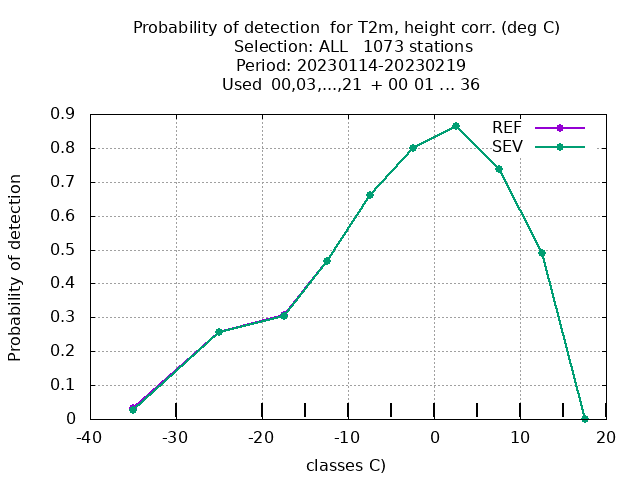 Probability of detection  for T2m, height corr. (deg C)
Selection: ALL   1073 stations
Period: 20230114-20230219
Used  00,03,...,21  + 00 01 ... 36
REF
SEV
Probability of detection
0.9
0.8
0.7
0.6
0.5
0.4
0.3
0.2
0.1
0
-40 -30 -20 -10 0 10 20
classes C)